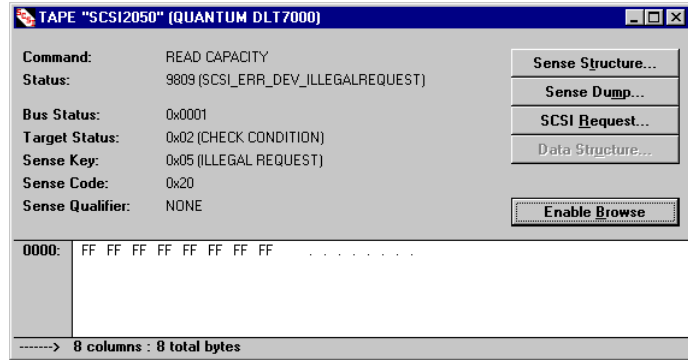 TAPE "SCSI2050" (QUANTUM DLT7000)
Command: READ CAPACITY
Status: 9809 (SCSI_ERR_DEV_ILLEGALREQUEST)
Bus Status: 0x0001
Target Status: 0x02 (CHECK CONDITION)
Sense Key: 0x05 (ILLEGAL REQUEST)
Sense Code: 0x20
Sense Qualifier: NONE
Sense Structure...
Sense Dump...
SCSI Request...
Data Structure...
Enable Browse
0000: FF FF FF FF FF FF FF FF . . . . . . . .
-------> 8 columns : 8 total bytes